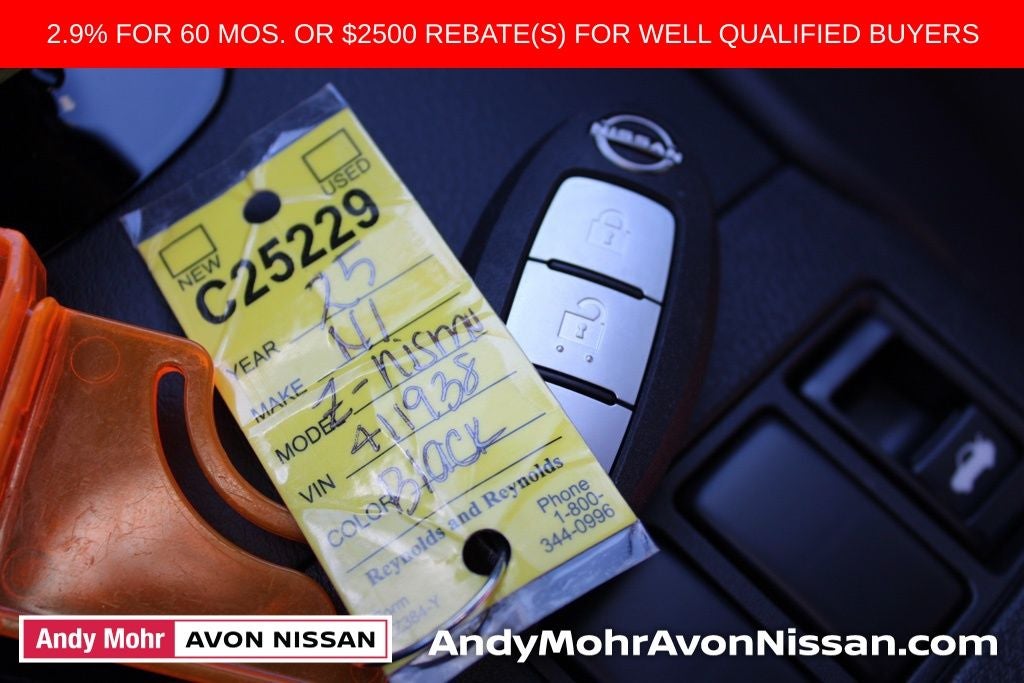 2.9% FOR 60 MOS. OR $2500 REBATE(S) FOR WELL QUALIFIED BUYERS
NISSAN
USED
NEW
C25229
YEAR 25
MAKE NI
MODEL Z-Nismo
VIN 411938
COLOR Black
Reynolds and Reynolds
Phone
1-800-
344-0996
Andy Mohr AVON NISSAN
AndyMohrAvonNissan.com